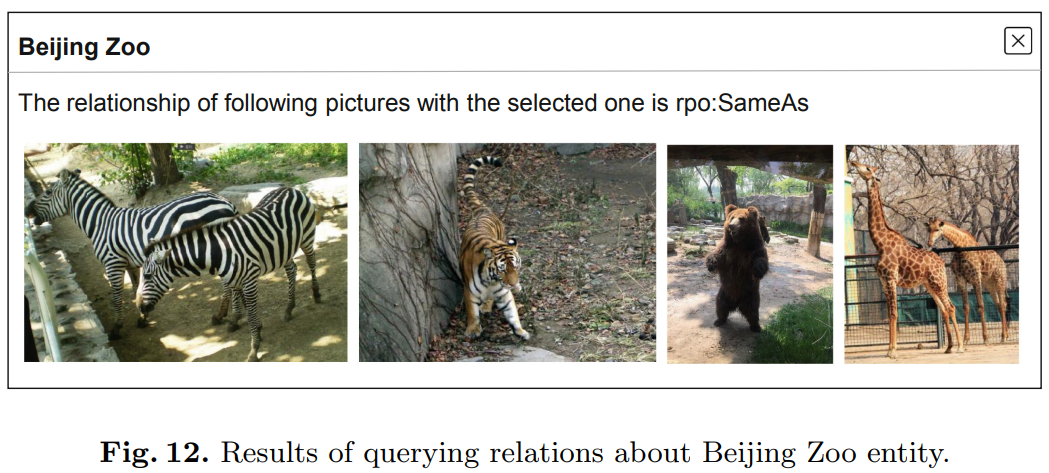 Beijing Zoo
The relationship of following pictures with the selected one is rpo:SameAs
Fig. 12. Results of querying relations about Beijing Zoo entity.